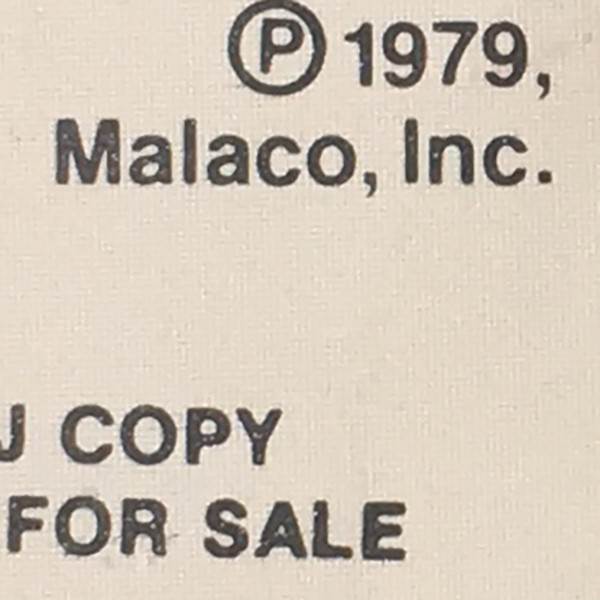 Ⓟ 1979,
Malaco, Inc.
J COPY
FOR SALE